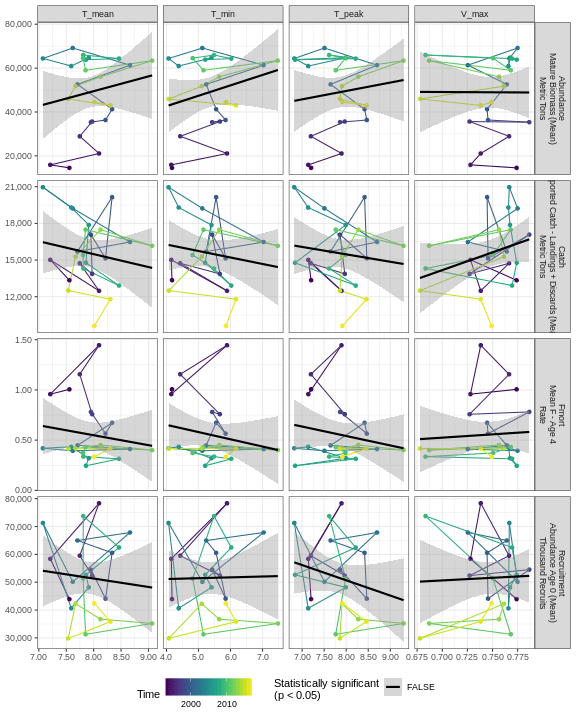 T_mean
T_min
T_peak
V_max
80,000
60,000
40,000
20,000
Abundance
Mature Biomass (Mean)
Metric Tons
21,000
18,000
15,000
12,000
Catch
ported Catch - Landings + Discards (Me
Metric Tons
1.50
1.00
0.50
0.00
Fmort
Mean F - Age 4
Rate
80,000
70,000
60,000
50,000
40,000
30,000
Recruitment
Abundance Age 0 (Mean)
Thousand Recruits
7.00 7.50 8.00 8.50 9.00
4.0 5.0 6.0 7.0
7.00 7.50 8.00 8.50 9.00
0.675 0.700 0.725 0.750 0.775
Time
2000 2010
Statistically significant
(p < 0.05)
FALSE